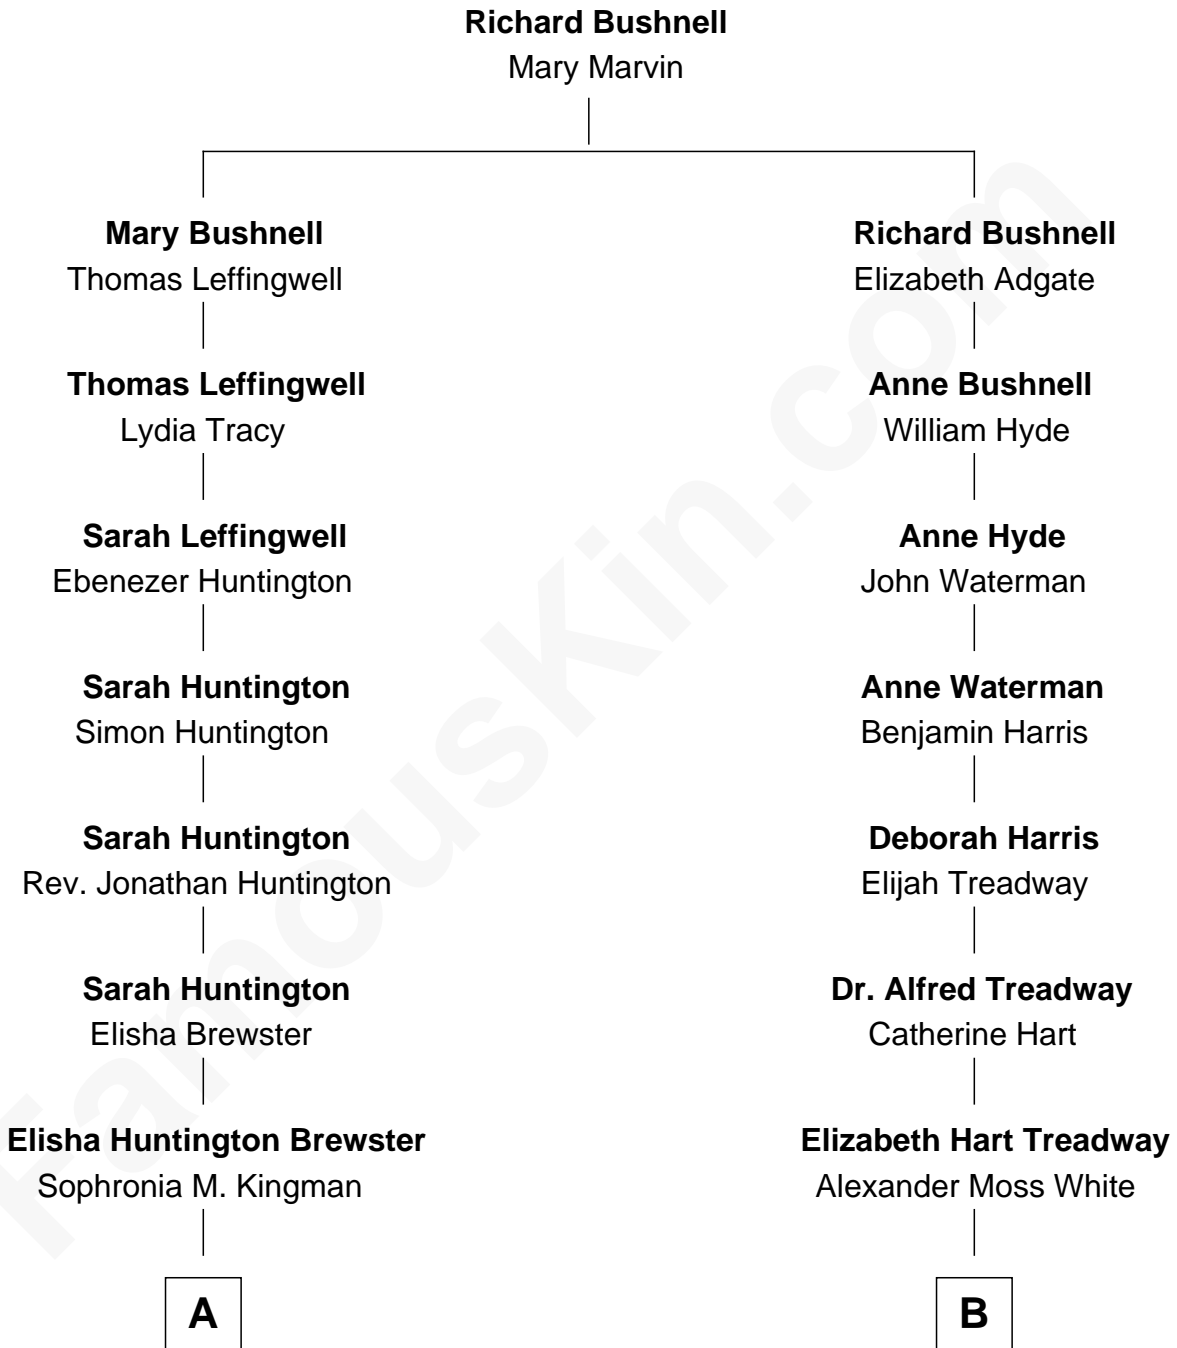 Richard Bushnell
Mary Marvin
Mary Bushnell
Thomas Leffingwell
Richard Bushnell
Elizabeth Adgate
Thomas Leffingwell
Lydia Tracy
Anne Bushnell
William Hyde
Sarah Leffingwell
Ebenezer Huntington
Anne Hyde
John Waterman
Sarah Huntington
Simon Huntington
Anne Waterman
Benjamin Harris
Sarah Huntington
Rev. Jonathan Huntington
Deborah Harris
Elijah Treadway
Sarah Huntington
Elisha Brewster
Dr. Alfred Treadway
Catherine Hart
Elisha Huntington Brewster
Sophronia M. Kingman
Elizabeth Hart Treadway
Alexander Moss White
A
B
FamousKin.com